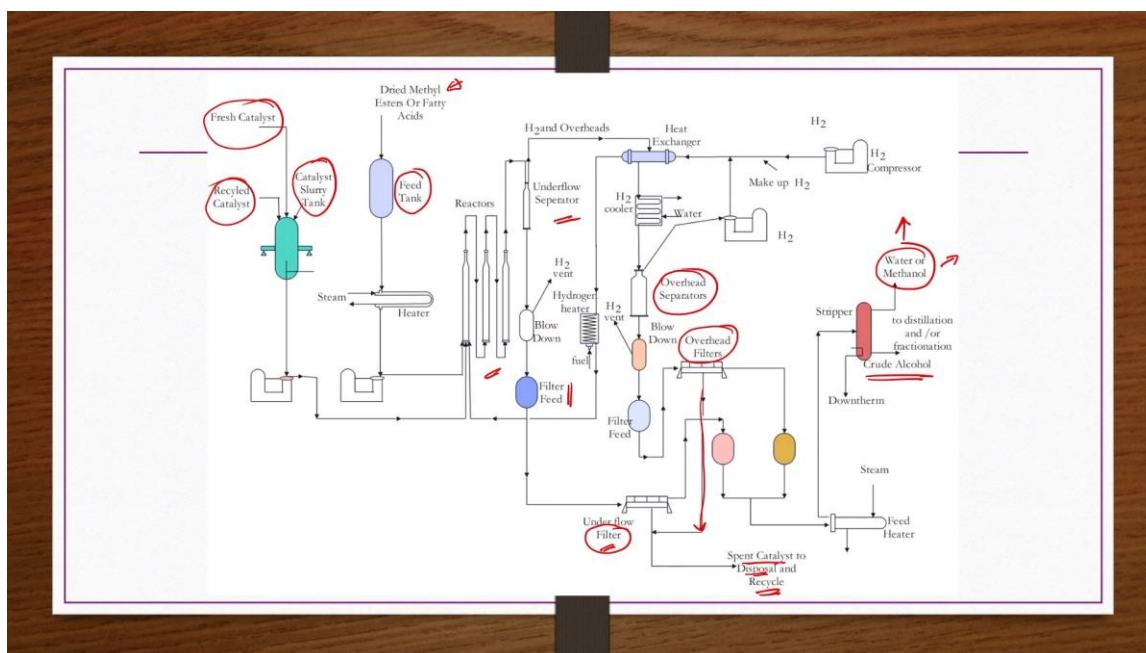 Dried Methyl
Esters Or Fatty
Acids
Fresh Catalyst
Recyled Catalyst
Catalyst
Slurry
Tank
Feed
Tank
Steam
Heater
Reactors
H2and Overheads
Underflow
Seperator
H2
vent
Blow
Down
Filter
Feed
Heat
Exchanger
H2
cooler
Water
Hydrogen
heater
fuel
H2
H2
Compressor
Make up H2
H2
Overhead
Separators
H2
vent
Blow
Down
Filter
Feed
Overhead
Filters
Under flow
Filter
Spent Catalyst to
Disposal and
Recycle
Water or
Methanol
Stripper
to distillation
and /or
fractionation
Crude Alcohol
Downtherm
Steam
Feed
Heater